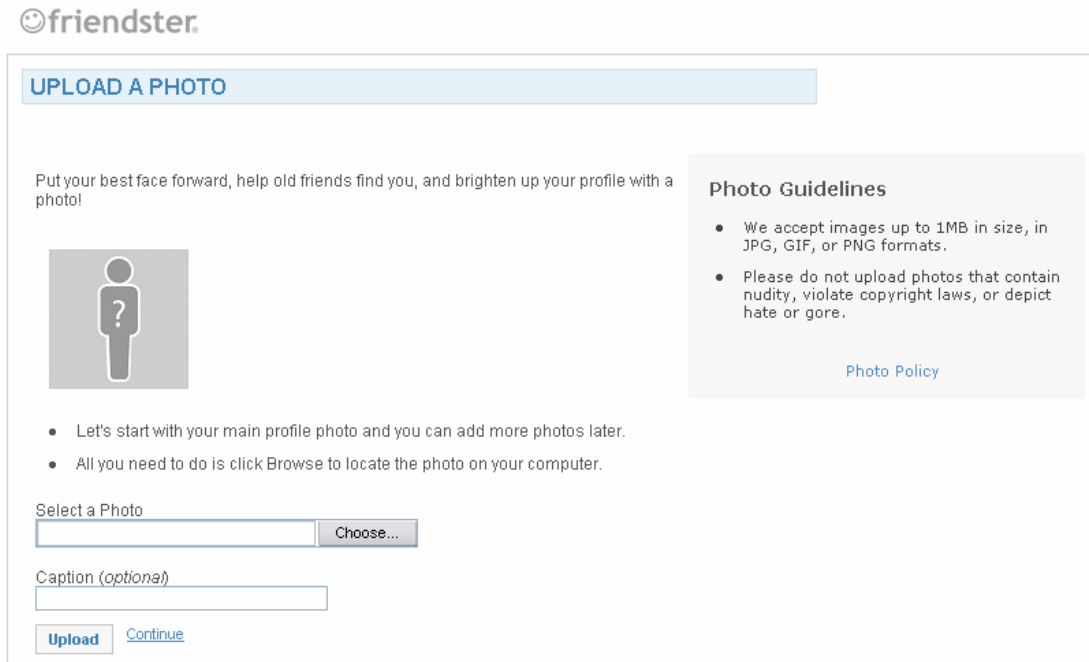 friendster.
UPLOAD A PHOTO
Put your best face forward, help old friends find you, and brighten up your profile with a
photo!
?
● Let's start with your main profile photo and you can add more photos later.
● All you need to do is click Browse to locate the photo on your computer.
Select a Photo
Choose...
Caption (optional)
Upload Continue
Photo Guidelines
● We accept images up to 1MB in size, in
JPG, GIF, or PNG formats.
● Please do not upload photos that contain
nudity, violate copyright laws, or depict
hate or gore.
Photo Policy